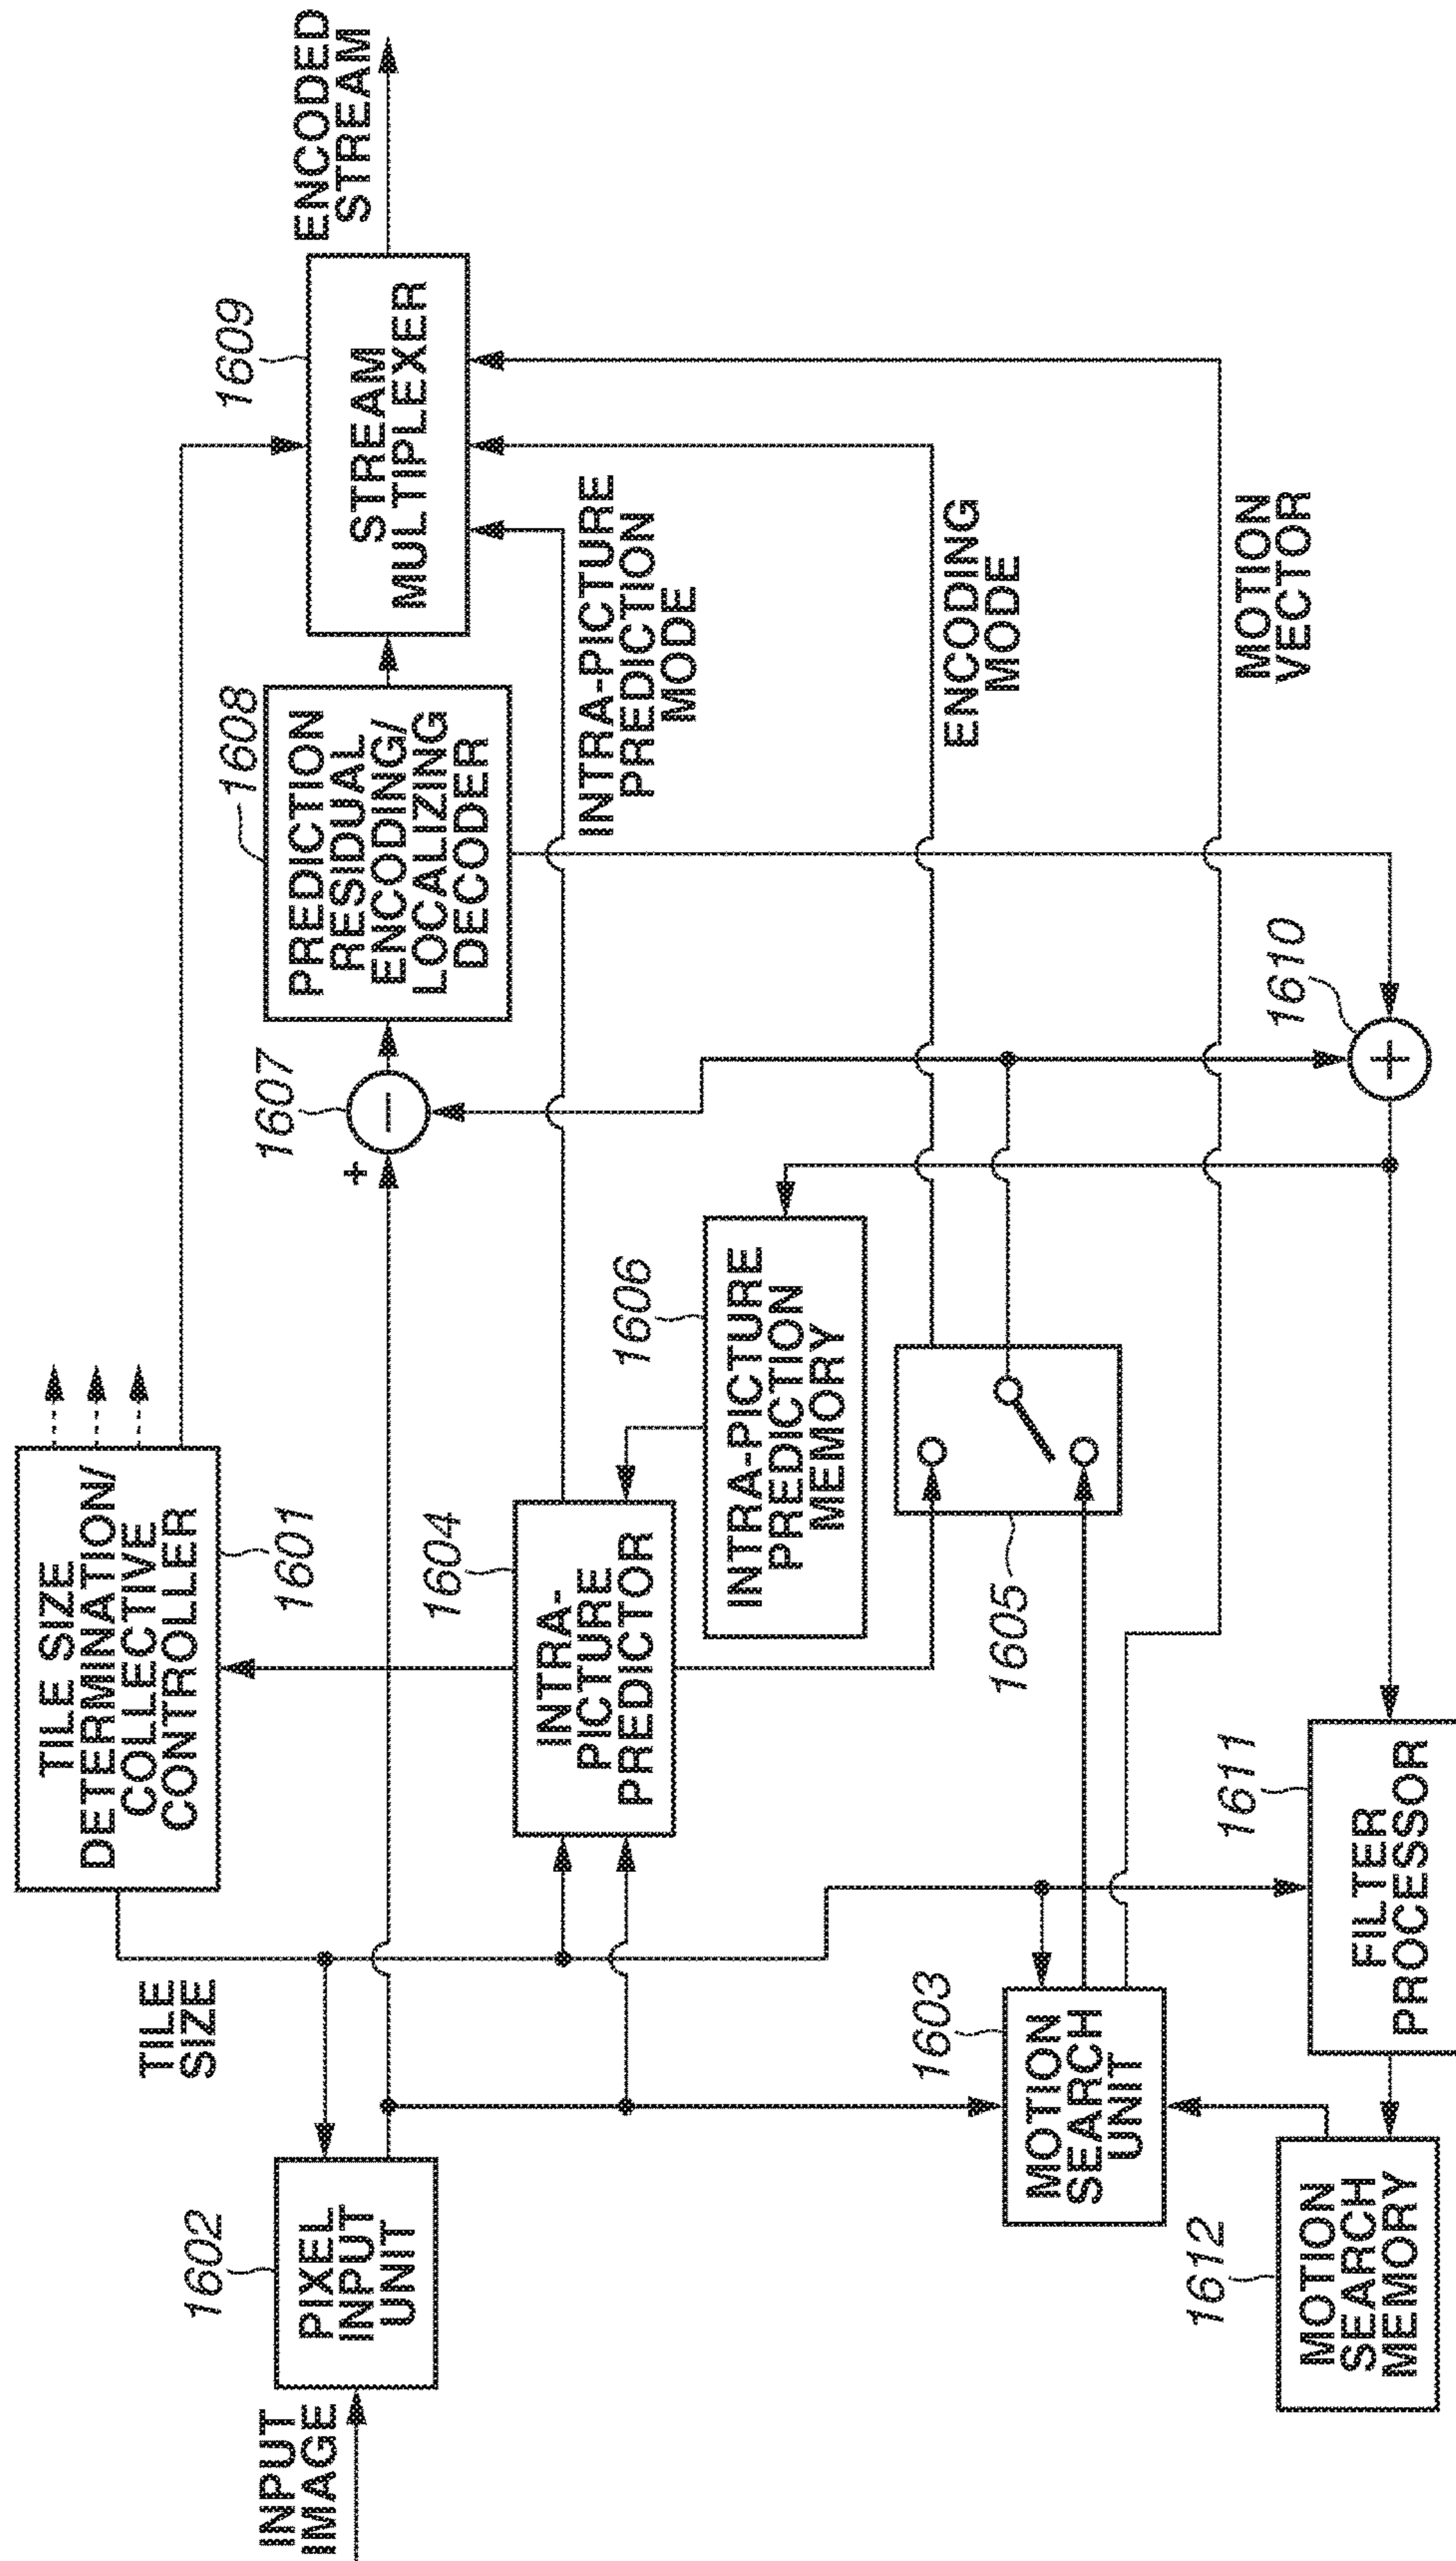 TILE SIZE
DETERMINATION/
COLLECTIVE
CONTROLLER
1601
TILE
SIZE
INPUT
IMAGE
1602
PIXEL
INPUT
UNIT
1607
+
−
1608
PREDICTION
RESIDUAL
ENCODING/
LOCALIZING
DECODER
1609
STREAM
MULTIPLEXER
ENCODED
STREAM
1604
INTRA-
PICTURE
PREDICTOR
INTRA-PICTURE
PREDICTION
MODE
1606
INTRA-PICTURE
PREDICTION
MEMORY
ENCODING
MODE
1605
1603
MOTION
SEARCH
UNIT
MOTION
VECTOR
1612
MOTION
SEARCH
MEMORY
1611
FILTER
PROCESSOR
1610
+